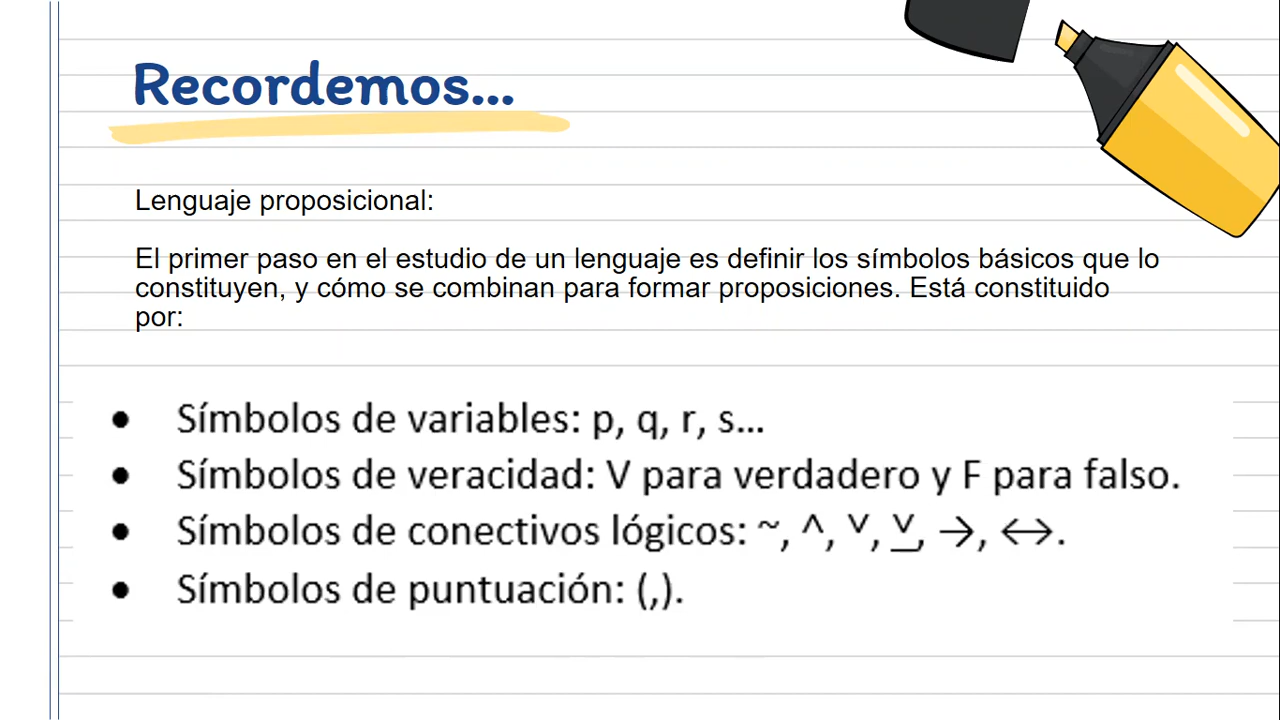 Recordemos...
Lenguaje proposicional:
El primer paso en el estudio de un lenguaje es definir los símbolos básicos que lo
constituyen, y cómo se combinan para formar proposiciones. Está constituido
por:
• Símbolos de variables: p, q, r, s...
• Símbolos de veracidad: V para verdadero y F para falso.
• Símbolos de conectivos lógicos: ~, ^, ˅, ⊻, →, ↔.
• Símbolos de puntuación: (,).